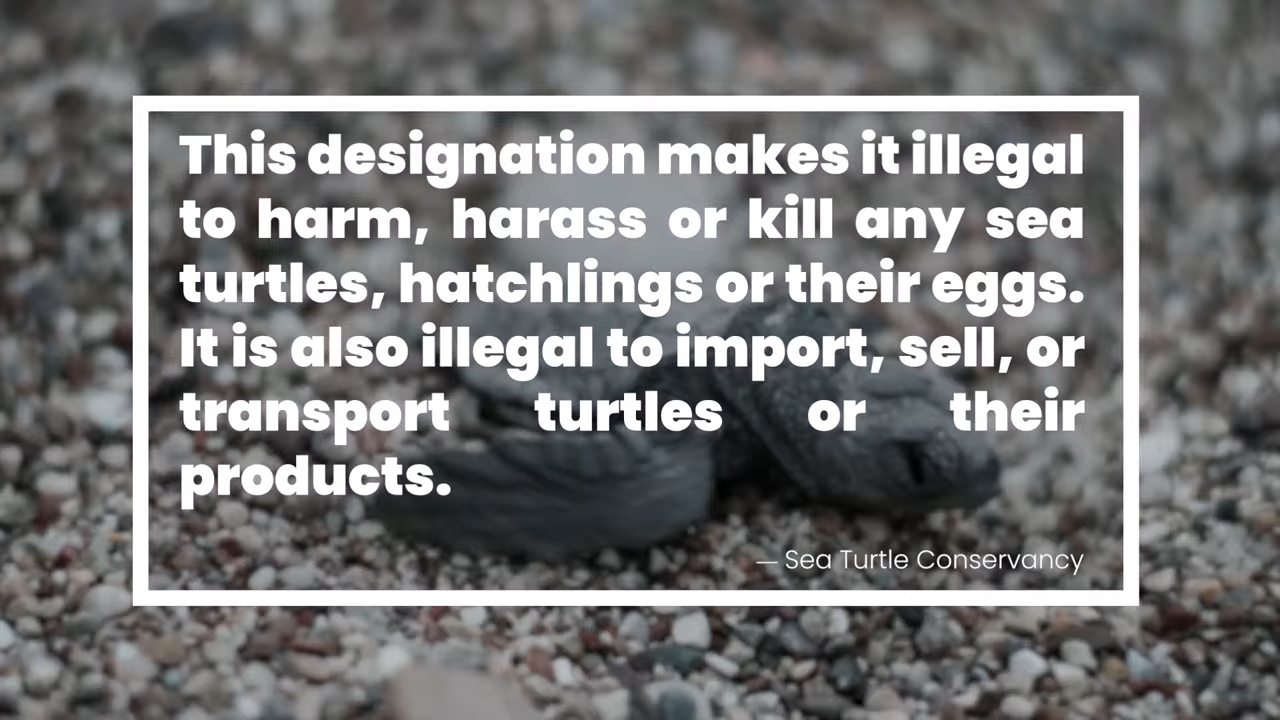 This designation makes it illegal
to harm, harass or kill any sea
turtles, hatchlings or their eggs.
It is also illegal to import, sell, or
transport turtles or their
products.
— Sea Turtle Conservancy